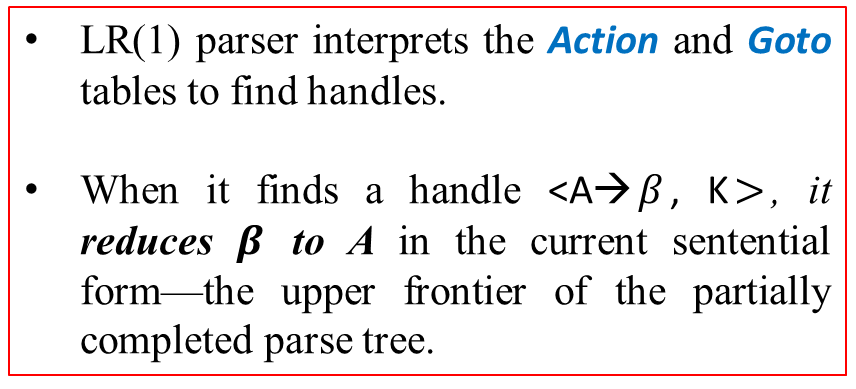 • LR(1) parser interprets the Action and Goto
tables to find handles.
• When it finds a handle <A→β, K>, it
reduces β to A in the current sentential
form—the upper frontier of the partially
completed parse tree.